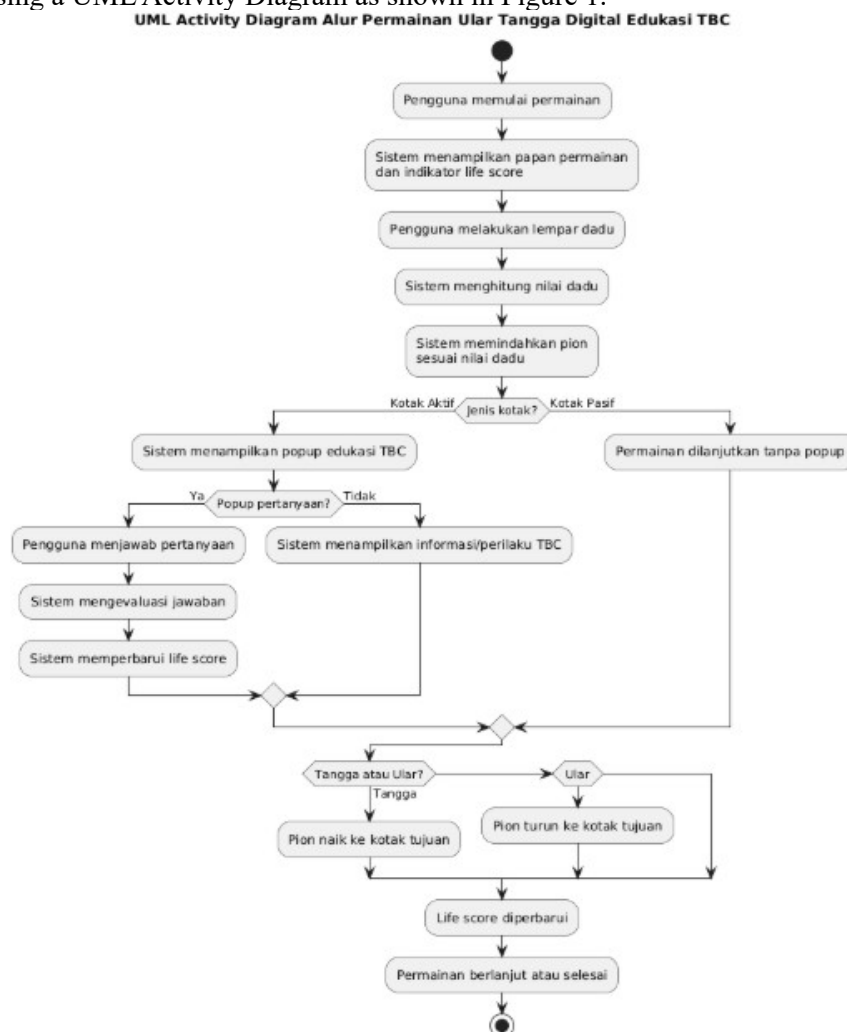 sing a UML Activity Diagram as shown in Figure 1.
UML Activity Diagram Alur Permainan Ular Tangga Digital Edukasi TBC
Pengguna memulai permainan
Sistem menampilkan papan permainan
dan indikator life score
Pengguna melakukan lempar dadu
Sistem menghitung nilai dadu
Sistem memindahkan pion
sesuai nilai dadu
Kotak Aktif
Jenis kotak?
Kotak Pasif
Sistem menampilkan popup edukasi TBC
Permainan dilanjutkan tanpa popup
Ya
Popup pertanyaan?
Tidak
Pengguna menjawab pertanyaan
Sistem menampilkan informasi/perilaku TBC
Sistem mengevaluasi jawaban
Sistem memperbarui life score
Tangga atau Ular?
Ular
Tangga
Pion naik ke kotak tujuan
Pion turun ke kotak tujuan
Life score diperbarui
Permainan berlanjut atau selesai